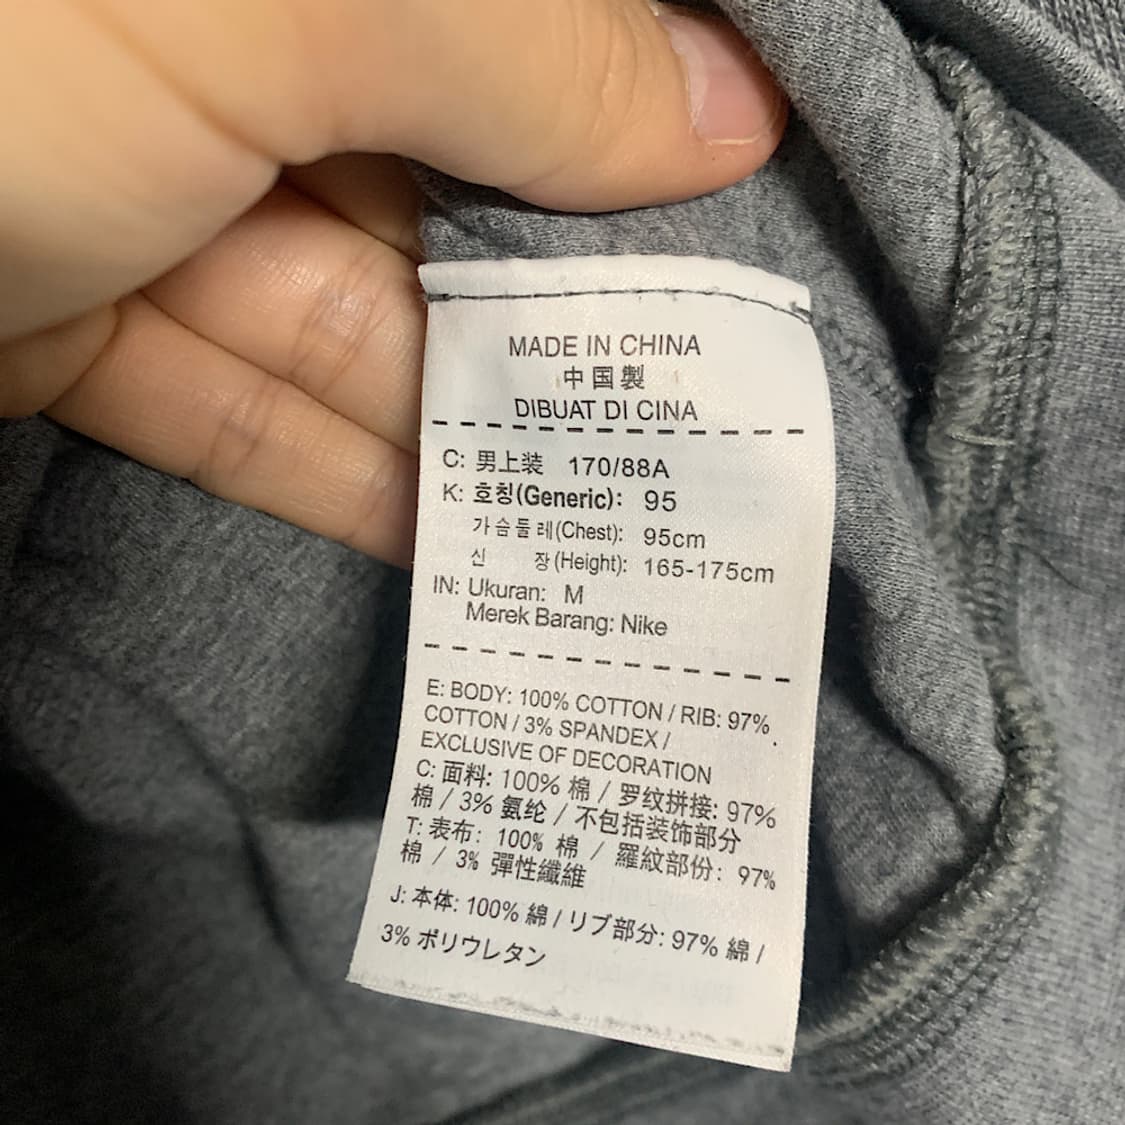 MADE IN CHINA
中国製
DIBUAT DI CINA
C: 男上装 170/88A
K: 호칭(Generic): 95
가슴둘레(Chest): 95cm
신 장(Height): 165-175cm
IN: Ukuran: M
Merek Barang: Nike
E: BODY: 100% COTTON / RIB: 97%
COTTON / 3% SPANDEX /
EXCLUSIVE OF DECORATION
C: 面料: 100% 棉 / 罗纹拼接: 97%
棉 / 3% 氨纶 / 不包括装饰部分
T: 表布: 100% 棉 / 羅紋部份: 97%
棉 / 3% 彈性纖維
J: 本体: 100% 綿 / リブ部分: 97% 綿 /
3% ポリウレタン